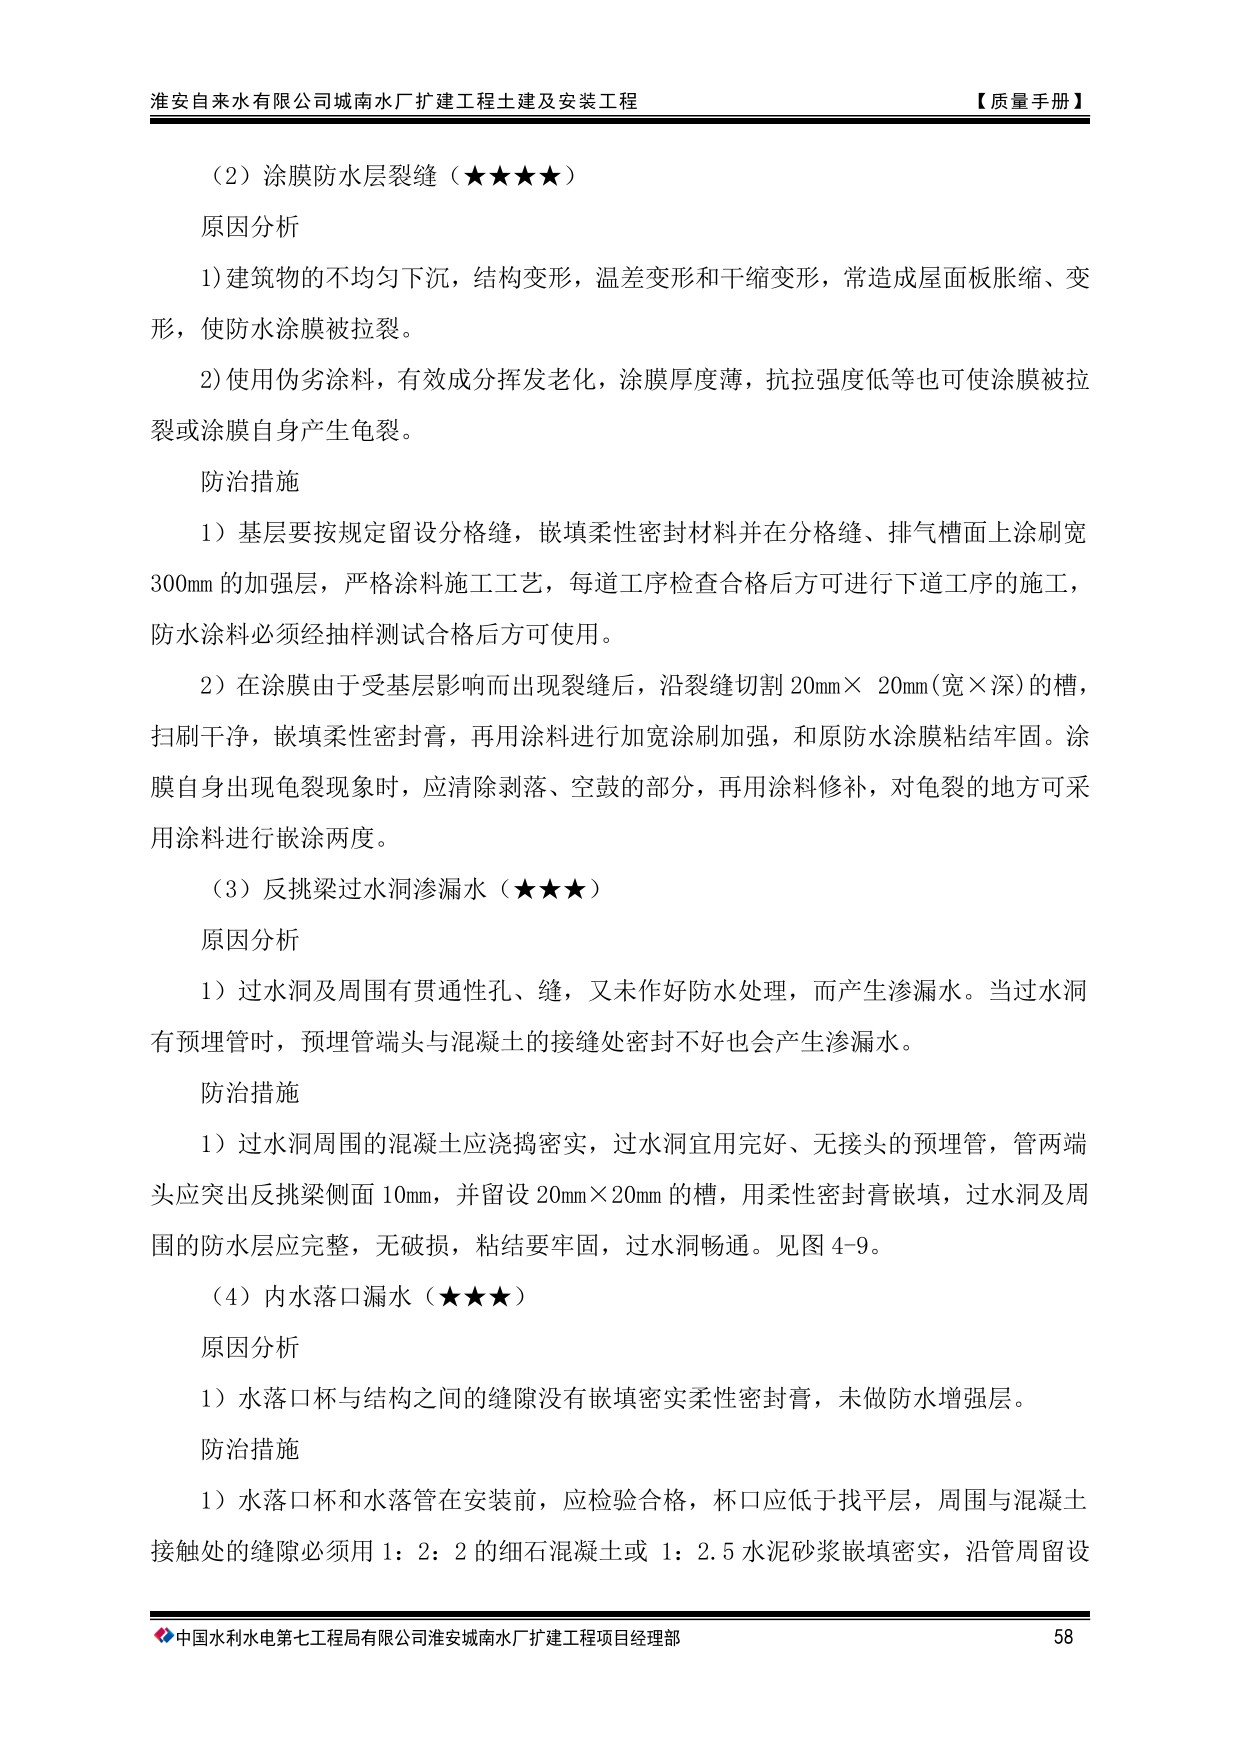 淮安自来水有限公司城南水厂扩建工程土建及安装工程 【质量手册】
（2）涂膜防水层裂缝（★★★★）
原因分析
1)建筑物的不均匀下沉，结构变形，温差变形和干缩变形，常造成屋面板胀缩、变
形，使防水涂膜被拉裂。
2)使用伪劣涂料，有效成分挥发老化，涂膜厚度薄，抗拉强度低等也可使涂膜被拉
裂或涂膜自身产生龟裂。
防治措施
1）基层要按规定留设分格缝，嵌填柔性密封材料并在分格缝、排气槽面上涂刷宽
300mm 的加强层，严格涂料施工工艺，每道工序检查合格后方可进行下道工序的施工，
防水涂料必须经抽样测试合格后方可使用。
2）在涂膜由于受基层影响而出现裂缝后，沿裂缝切割 20mm× 20mm(宽×深)的槽，
扫刷干净，嵌填柔性密封膏，再用涂料进行加宽涂刷加强，和原防水涂膜粘结牢固。涂
膜自身出现龟裂现象时，应清除剥落、空鼓的部分，再用涂料修补，对龟裂的地方可采
用涂料进行嵌涂两度。
（3）反挑梁过水洞渗漏水（★★★）
原因分析
1）过水洞及周围有贯通性孔、缝，又未作好防水处理，而产生渗漏水。当过水洞
有预埋管时，预埋管端头与混凝土的接缝处密封不好也会产生渗漏水。
防治措施
1）过水洞周围的混凝土应浇捣密实，过水洞宜用完好、无接头的预埋管，管两端
头应突出反挑梁侧面 10mm，并留设 20mm×20mm 的槽，用柔性密封膏嵌填，过水洞及周
围的防水层应完整，无破损，粘结要牢固，过水洞畅通。见图 4-9。
（4）内水落口漏水（★★★）
原因分析
1）水落口杯与结构之间的缝隙没有嵌填密实柔性密封膏，未做防水增强层。
防治措施
1）水落口杯和水落管在安装前，应检验合格，杯口应低于找平层，周围与混凝土
接触处的缝隙必须用 1：2：2 的细石混凝土或 1：2.5 水泥砂浆嵌填密实，沿管周留设
中国水利水电第七工程局有限公司淮安城南水厂扩建工程项目经理部 58